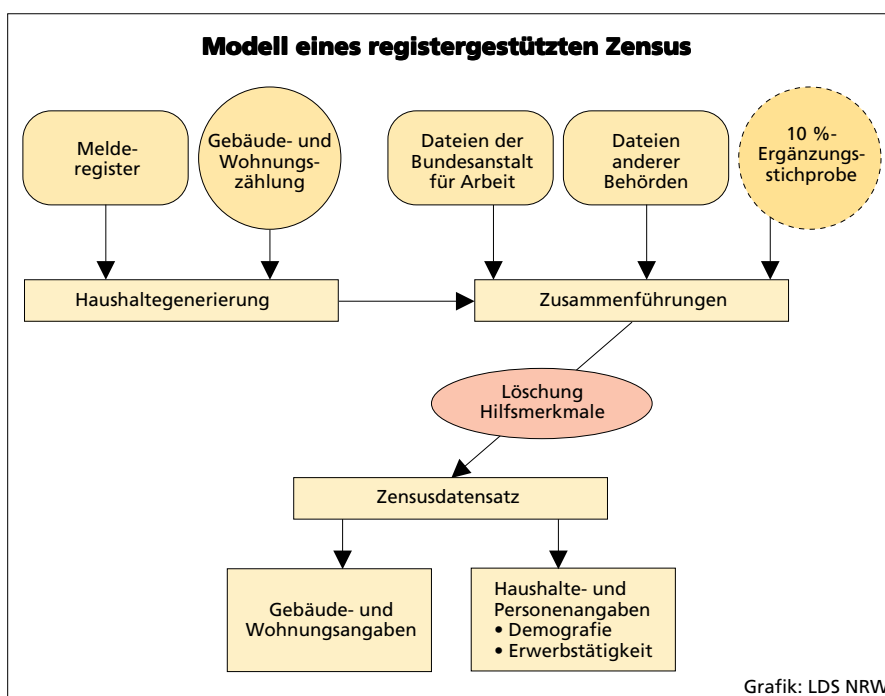 Modell eines registergestützten Zensus
Melde-
register
Gebäude- und
Wohnungs-
zählung
Dateien der
Bundesanstalt
für Arbeit
Dateien
anderer
Behörden
10 %-
Ergänzungs-
stichprobe
Haushaltegenerierung
Zusammenführungen
Löschung
Hilfsmerkmale
Zensusdatensatz
Gebäude- und
Wohnungsangaben
Haushalte- und
Personenangaben
• Demografie
• Erwerbstätigkeit
Grafik: LDS NRW